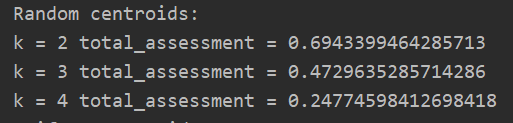 Random centroids:
k = 2 total_assessment = 0.6943399464285713
k = 3 total_assessment = 0.4729635285714286
k = 4 total_assessment = 0.24774598412698418